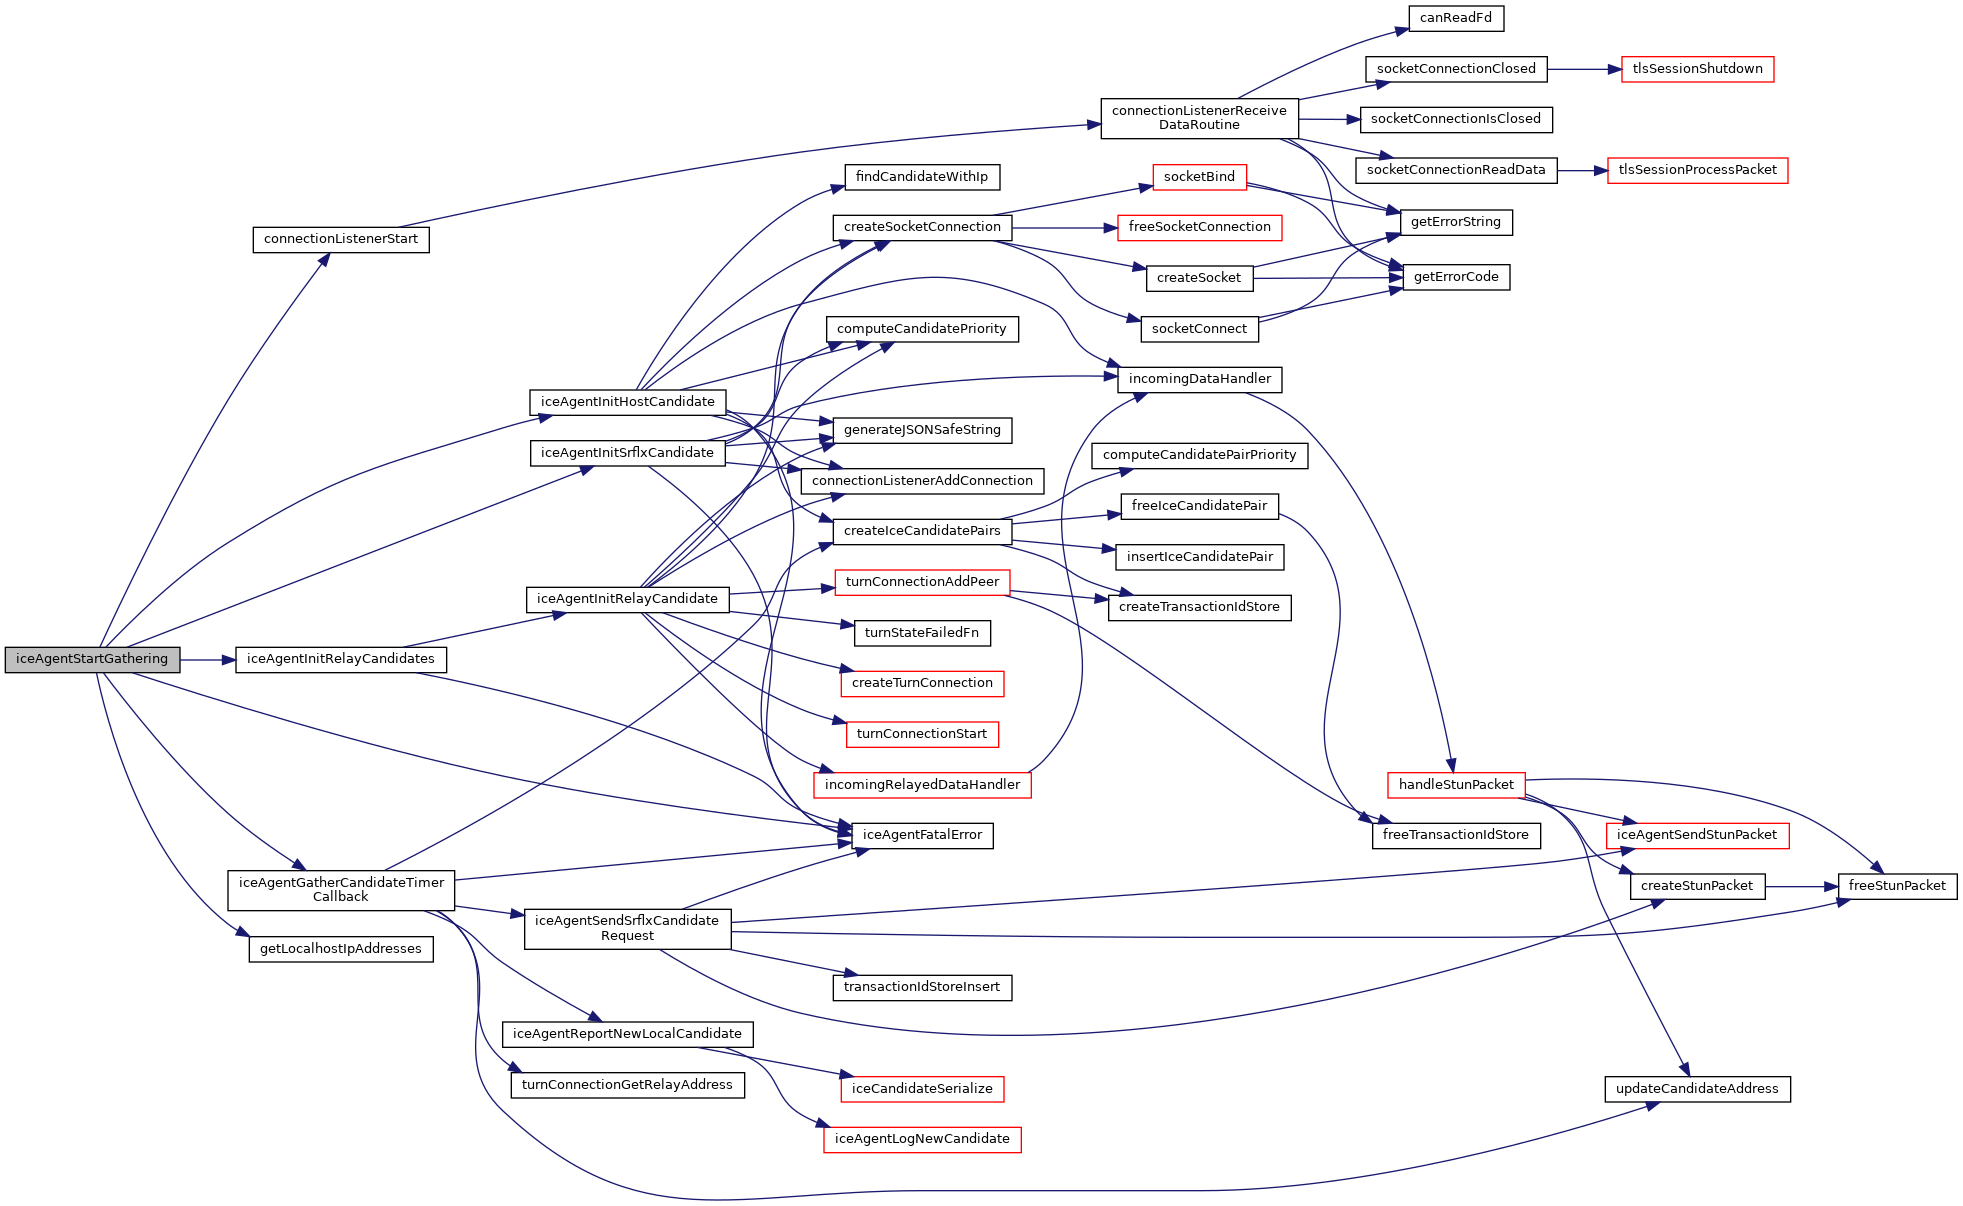 canReadFd
socketConnectionClosed
tlsSessionShutdown
connectionListenerReceive
DataRoutine
socketConnectionIsClosed
socketConnectionReadData
tlsSessionProcessPacket
findCandidateWithIp
socketBind
getErrorString
createSocketConnection
freeSocketConnection
connectionListenerStart
createSocket
getErrorCode
computeCandidatePriority
socketConnect
incomingDataHandler
iceAgentInitHostCandidate
generateJSONSafeString
iceAgentInitSrflxCandidate
computeCandidatePairPriority
connectionListenerAddConnection
freeIceCandidatePair
createIceCandidatePairs
insertIceCandidatePair
turnConnectionAddPeer
iceAgentInitRelayCandidate
createTransactionIdStore
turnStateFailedFn
iceAgentStartGathering
iceAgentInitRelayCandidates
createTurnConnection
turnConnectionStart
incomingRelayedDataHandler
handleStunPacket
iceAgentFatalError
freeTransactionIdStore
iceAgentSendStunPacket
iceAgentGatherCandidateTimer
Callback
createStunPacket
freeStunPacket
iceAgentSendSrflxCandidate
Request
getLocalhostIpAddresses
transactionIdStoreInsert
iceAgentReportNewLocalCandidate
turnConnectionGetRelayAddress
iceCandidateSerialize
updateCandidateAddress
iceAgentLogNewCandidate